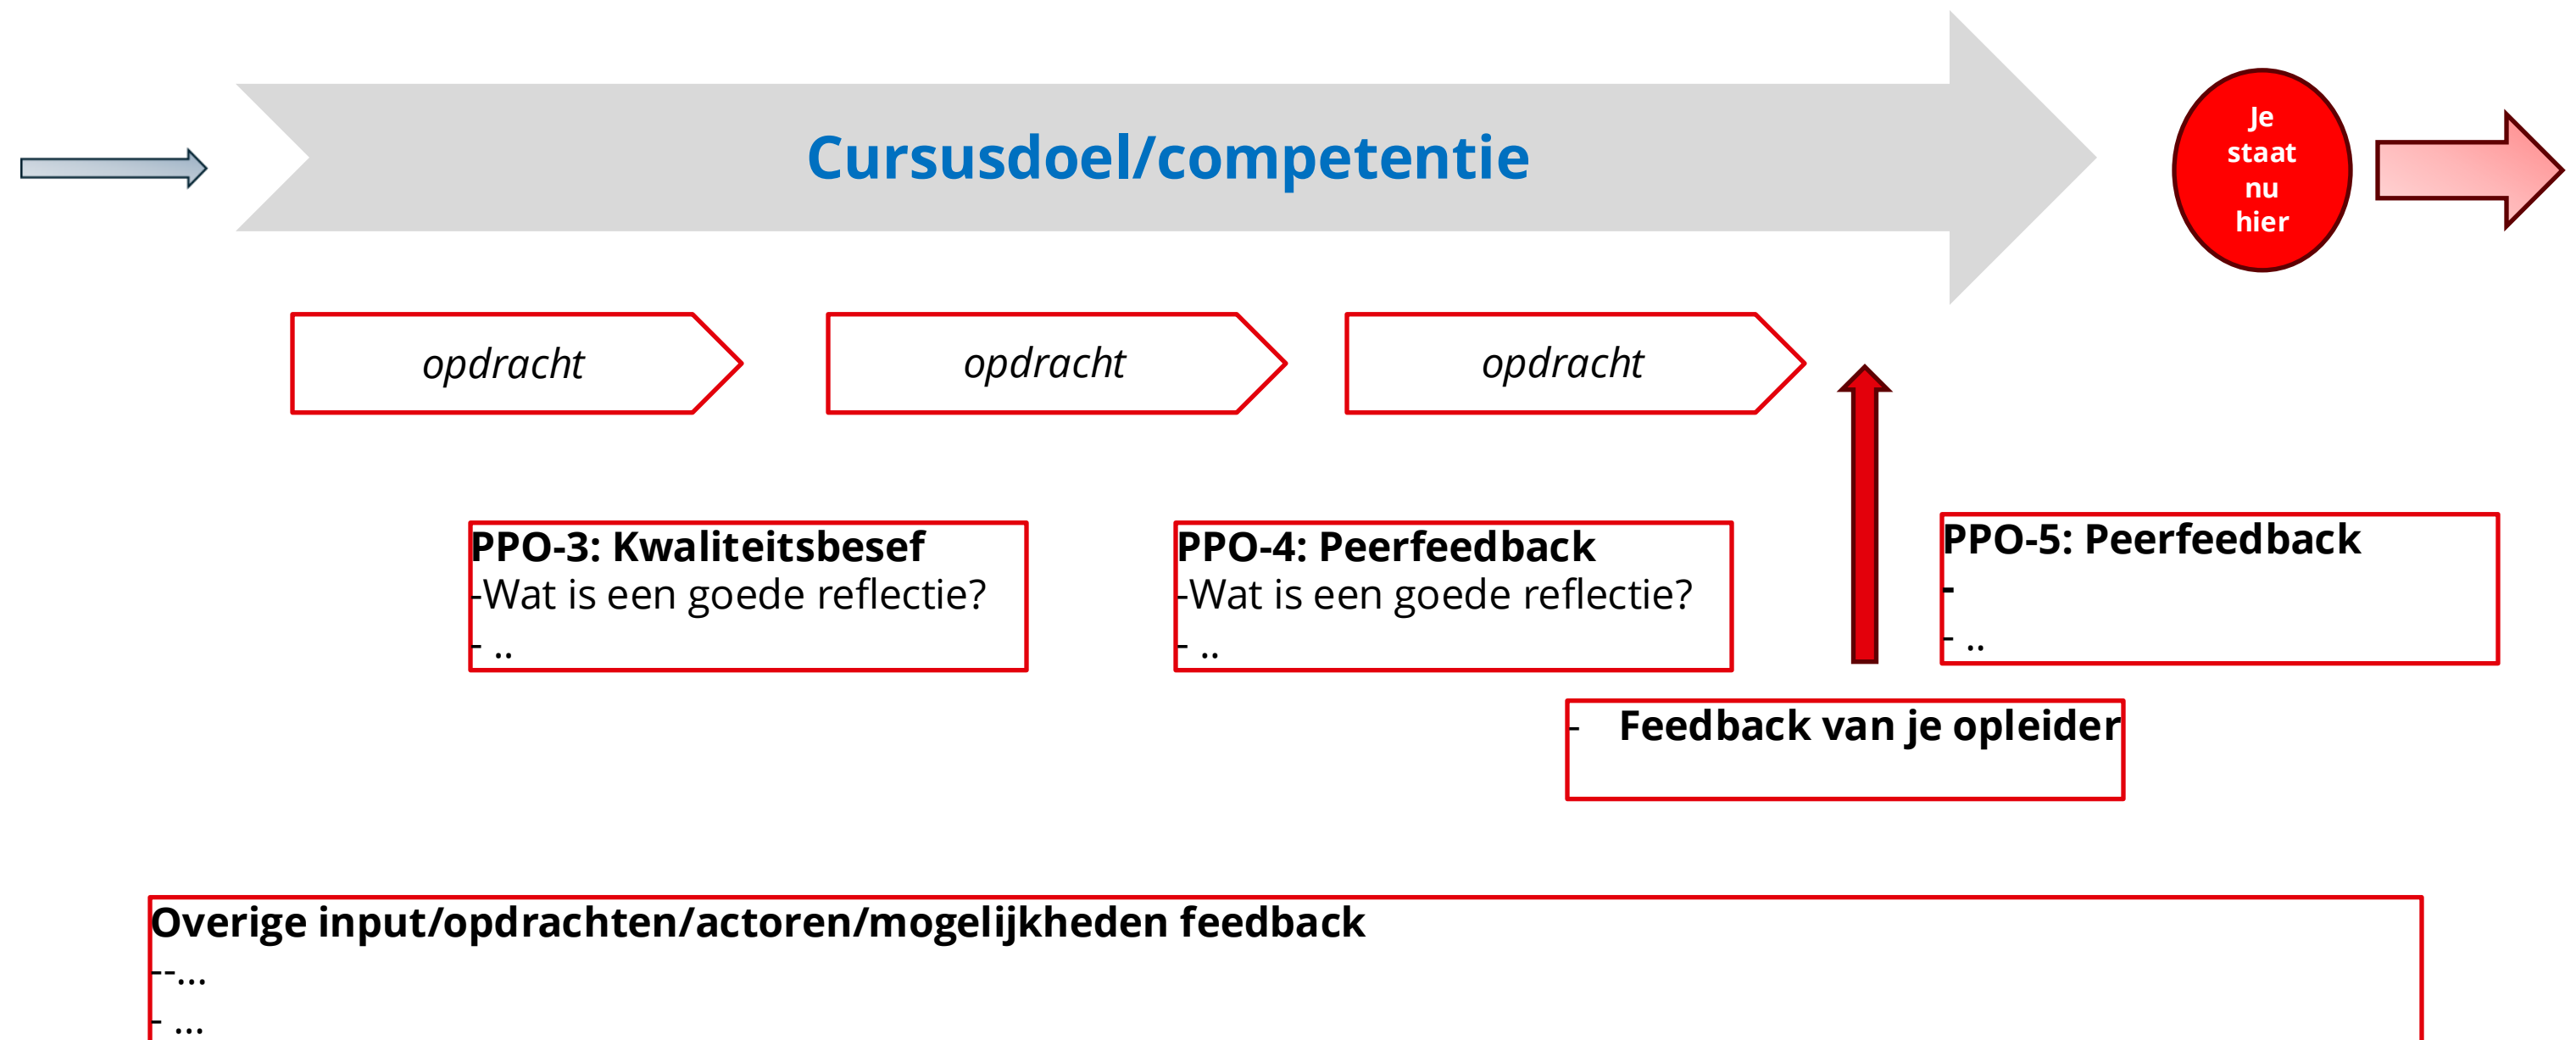 Cursusdoel/competentie
Je
staat
nu
hier
opdracht
opdracht
opdracht
PPO-3: Kwaliteitsbesef
-Wat is een goede reflectie?
- ..
PPO-4: Peerfeedback
-Wat is een goede reflectie?
- ..
PPO-5: Peerfeedback
-
- ..
- Feedback van je opleider
Overige input/opdrachten/actoren/mogelijkheden feedback
--...
- ...